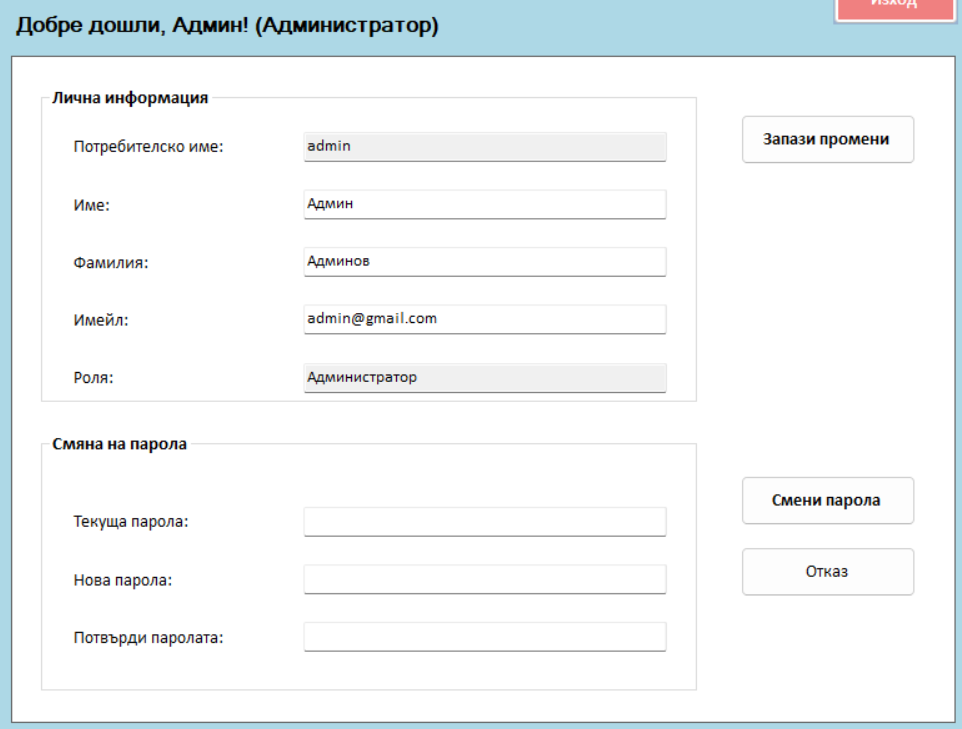 Изход
Добре дошли, Админ! (Администратор)
Лична информация
Потребителско име: admin
Запази промени
Име: Админ
Фамилия: Админов
Имейл: admin@gmail.com
Роля: Администратор
Смяна на парола
Смени парола
Текуща парола:
Отказ
Нова парола:
Потвърди паролата: